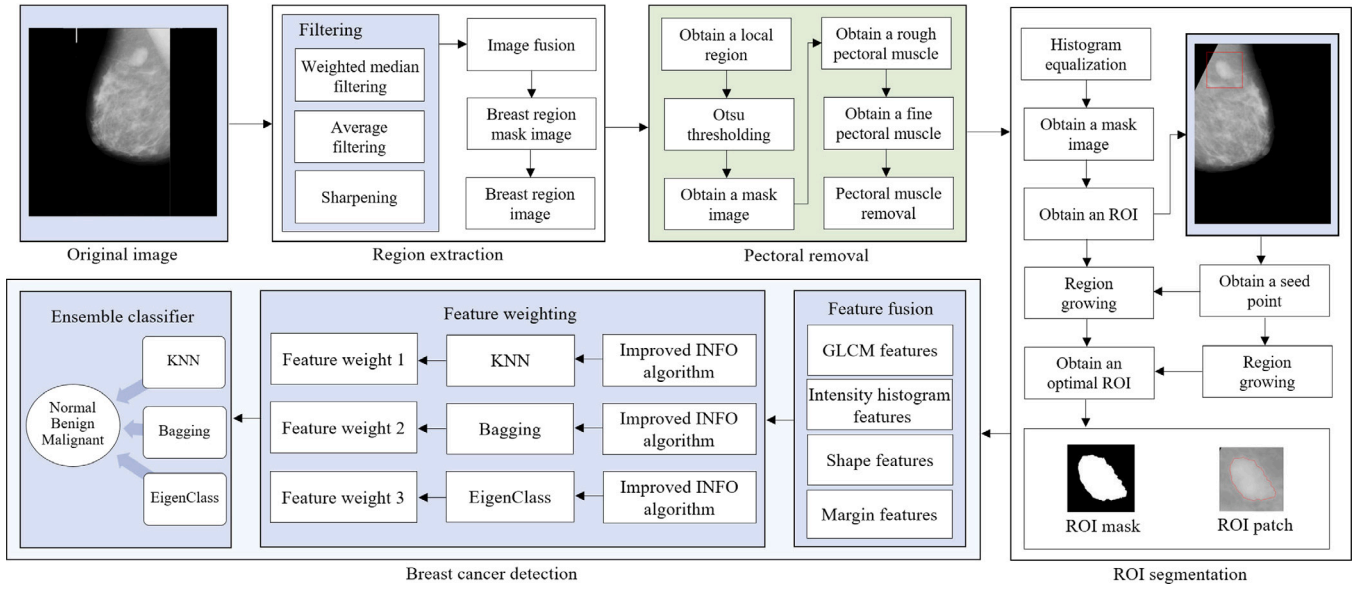 Original image
Filtering
Weighted median
filtering
Average
filtering
Sharpening
Image fusion
Breast region
mask image
Breast region
image
Region extraction
Obtain a local
region
Otsu
thresholding
Obtain a mask
image
Obtain a rough
pectoral muscle
Obtain a fine
pectoral muscle
Pectoral muscle
removal
Pectoral removal
Histogram
equalization
Obtain a mask
image
Obtain an ROI
Region
growing
Obtain a seed
point
Obtain an
optimal ROI
Region
growing
ROI mask
ROI patch
ROI segmentation
Feature fusion
GLCM features
Intensity histogram
features
Shape features
Margin features
Feature weighting
Improved INFO
algorithm
KNN
Feature weight 1
Improved INFO
algorithm
Bagging
Feature weight 2
Improved INFO
algorithm
EigenClass
Feature weight 3
Ensemble classifier
KNN
Bagging
EigenClass
Normal
Benign
Malignant
Breast cancer detection